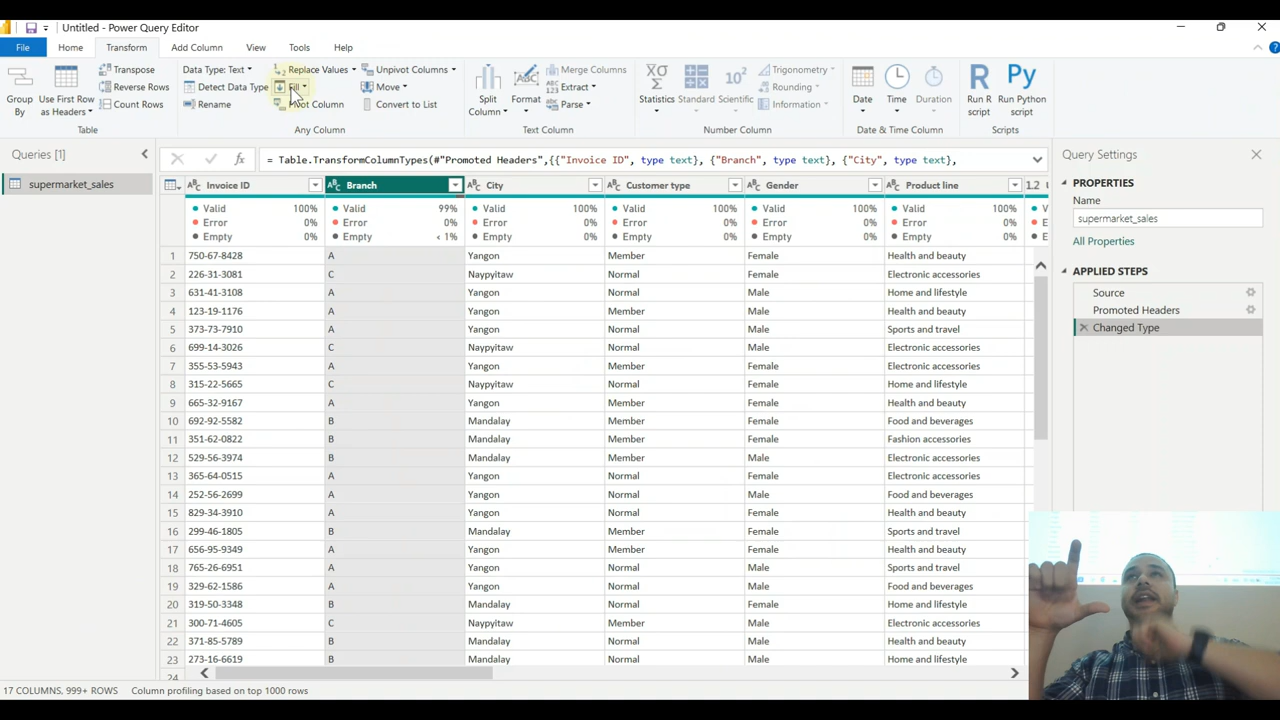 Untitled - Power Query Editor
File Home Transform Add Column View Tools Help
Group By
Use First Row as Headers
Transpose
Reverse Rows
Count Rows
Table
Data Type: Text
Detect Data Type
Rename
Replace Values
Fill
Column
Unpivot Columns
Move
Convert to List
Any Column
Split Column
Format
Merge Columns
Extract
Parse
Text Column
Statistics
Standard
Scientific
Trigonometry
Rounding
Information
Number Column
Date
Time
Duration
Date & Time Column
Run R script
Run Python script
Scripts
Queries [1]
supermarket_sales
= Table.TransformColumnTypes(#"Promoted Headers",{{"Invoice ID", type text}, {"Branch", type text}, {"City", type text},
Invoice ID Branch City Customer type Gender Product line 1.2
Valid 100% Valid 99% Valid 100% Valid 100% Valid 100% Valid 100% V
Error 0% Error 0% Error 0% Error 0% Error 0% Error 0% E
Empty 0% Empty < 1% Empty 0% Empty 0% Empty 0% Empty 0% E
1 750-67-8428 A Yangon Member Female Health and beauty
2 226-31-3081 C Naypyitaw Normal Female Electronic accessories
3 631-41-3108 A Yangon Normal Male Home and lifestyle
4 123-19-1176 A Yangon Member Male Health and beauty
5 373-73-7910 A Yangon Normal Male Sports and travel
6 699-14-3026 C Naypyitaw Normal Male Electronic accessories
7 355-53-5943 A Yangon Member Female Electronic accessories
8 315-22-5665 C Naypyitaw Normal Female Home and lifestyle
9 665-32-9167 A Yangon Member Female Health and beauty
10 692-92-5582 B Mandalay Member Female Food and beverages
11 351-62-0822 B Mandalay Member Female Fashion accessories
12 529-56-3974 B Mandalay Member Male Electronic accessories
13 365-64-0515 A Yangon Normal Female Electronic accessories
14 252-56-2699 A Yangon Normal Male Food and beverages
15 829-34-3910 A Yangon Normal Female Health and beauty
16 299-46-1805 B Mandalay Member Female Sports and travel
17 656-95-9349 A Yangon Member Female Health and beauty
18 765-26-6951 A Yangon Normal Male Sports and travel
19 329-62-1586 A Yangon Normal Male Food and beverages
20 319-50-3348 B Mandalay Normal Female Home and lifestyle
21 300-71-4605 C Naypyitaw Member Male Electronic accessories
22 371-85-5789 B Mandalay Normal Male Health and beauty
23 273-16-6619 B Mandalay Normal Male Home and lifestyle
24
Query Settings
PROPERTIES
Name
supermarket_sales
All Properties
APPLIED STEPS
Source
Promoted Headers
Changed Type
17 COLUMNS, 999+ ROWS Column profiling based on top 1000 rows